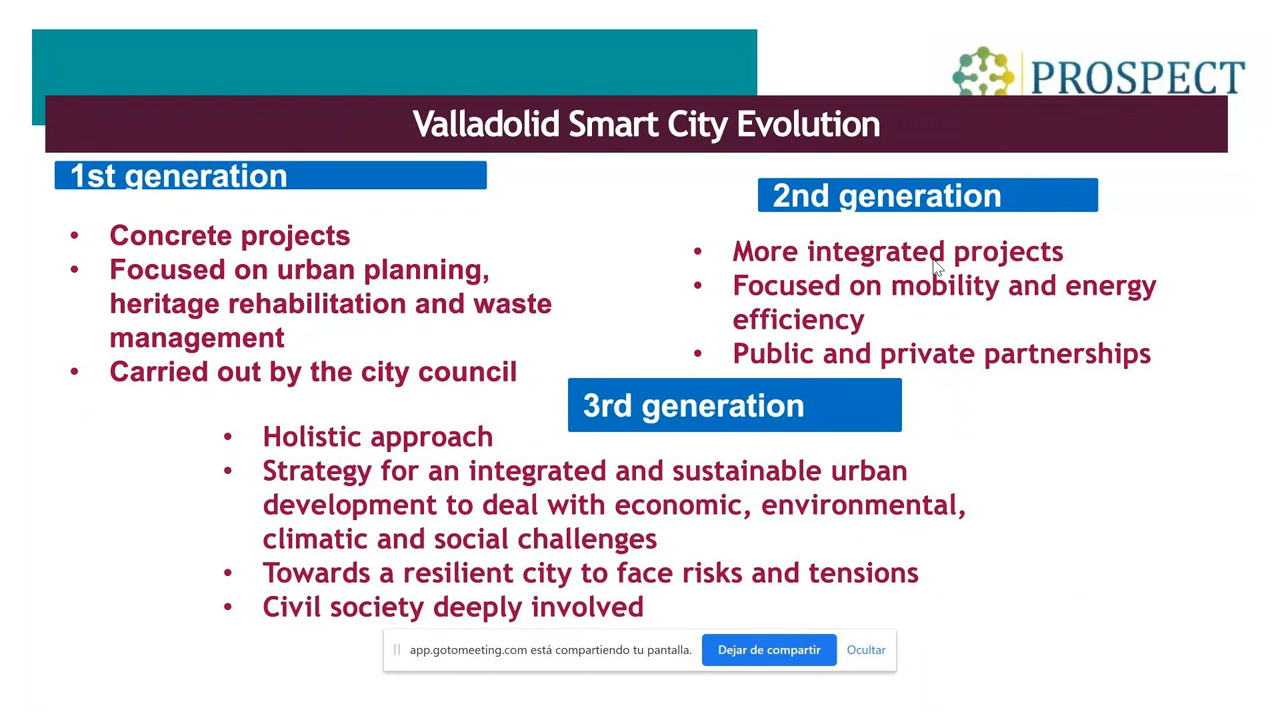 PROSPECT
Valladolid Smart City Evolution
1st generation
• Concrete projects
• Focused on urban planning,
heritage rehabilitation and waste
management
• Carried out by the city council
2nd generation
• More integrated projects
• Focused on mobility and energy
efficiency
• Public and private partnerships
3rd generation
• Holistic approach
• Strategy for an integrated and sustainable urban
development to deal with economic, environmental,
climatic and social challenges
• Towards a resilient city to face risks and tensions
• Civil society deeply involved
app.gotomeeting.com está compartiendo tu pantalla. Dejar de compartir Ocultar